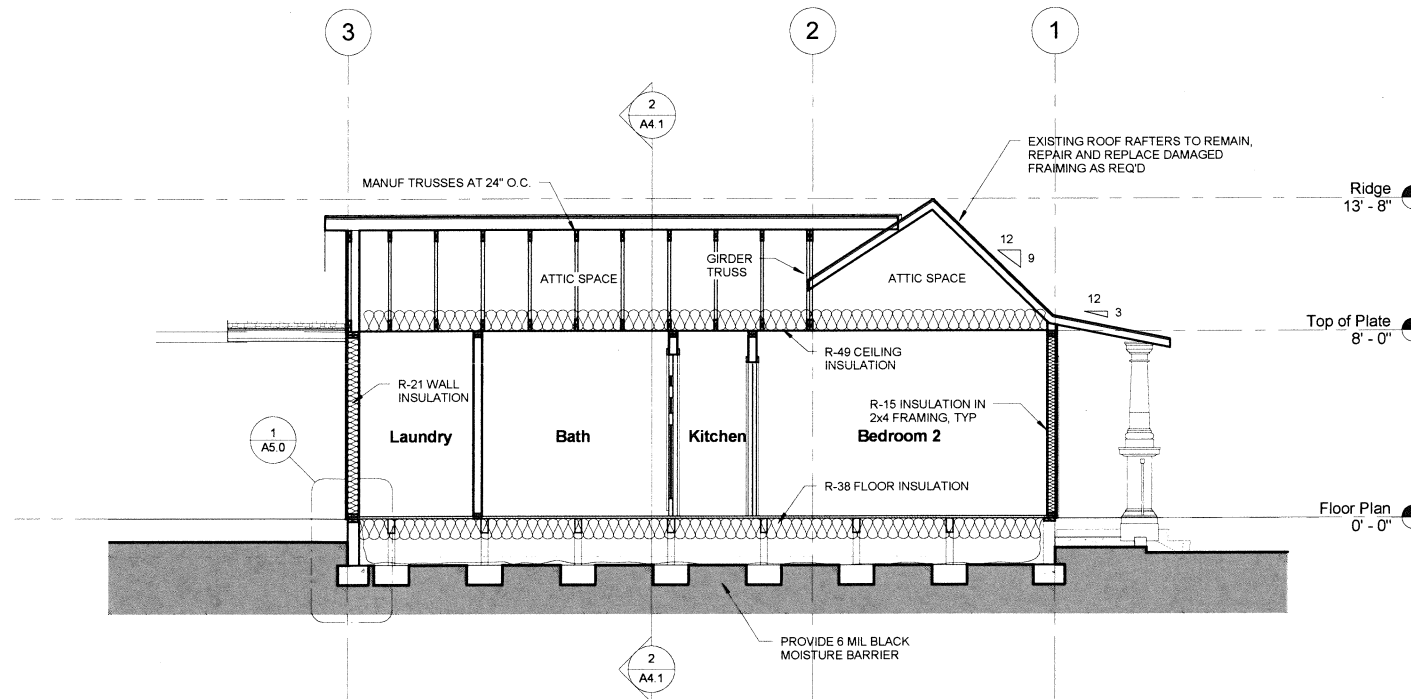 3
2
1
2
A4.1
EXISTING ROOF RAFTERS TO REMAIN,
REPAIR AND REPLACE DAMAGED
FRAIMING AS REQ'D
MANUF TRUSSES AT 24" O.C.
Ridge
13' - 8"
12
9
GIRDER
TRUSS
ATTIC SPACE
ATTIC SPACE
12
3
Top of Plate
8' - 0"
R-49 CEILING
INSULATION
R-21 WALL
INSULATION
R-15 INSULATION IN
2x4 FRAMING, TYP
1
A5.0
Laundry
Bath
Kitchen
Bedroom 2
R-38 FLOOR INSULATION
Floor Plan
0' - 0"
PROVIDE 6 MIL BLACK
MOISTURE BARRIER
2
A4.1